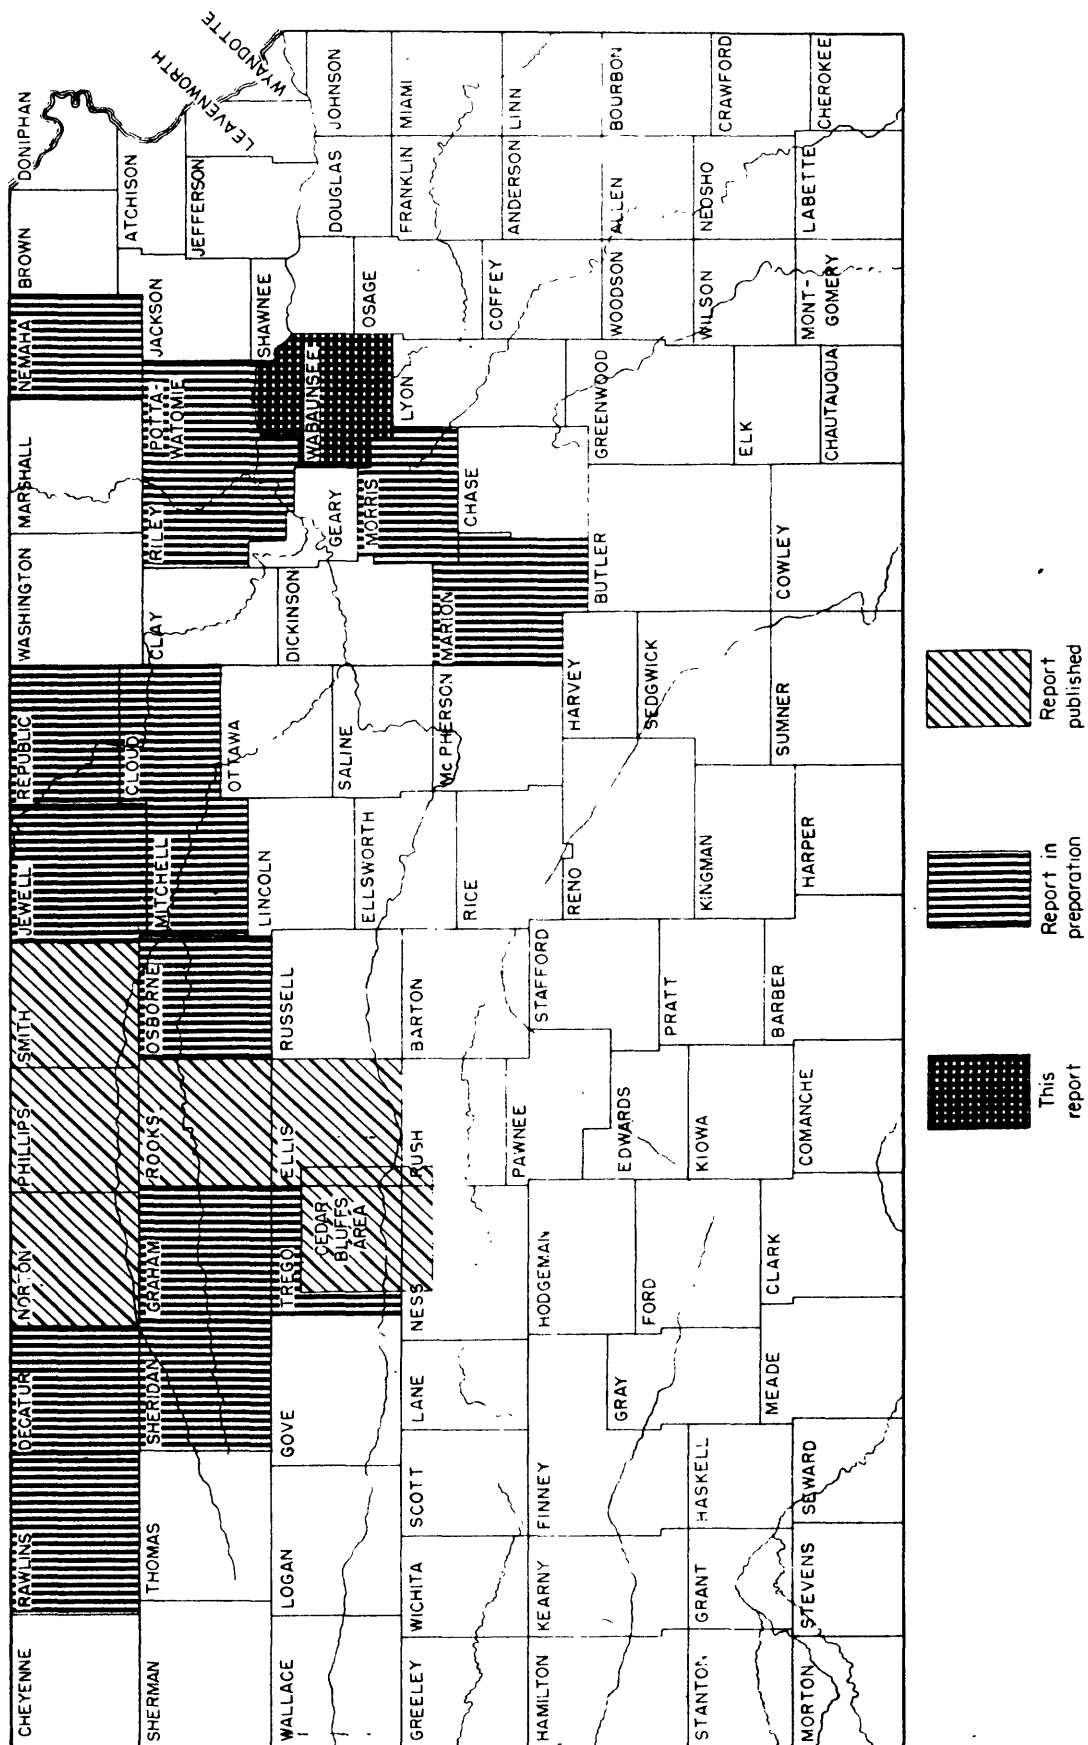 CHEYENNE
RAWLINS
DECATUR
NORTON
PHILLIPS
SMITH
JEWELL
REPUBLIC
WASHINGTON
MARSHALL
NEMAHA
BROWN
DONIPHAN
SHERMAN
THOMAS
SHERIDAN
GRAHAM
ROOKS
OSBORNE
MITCHELL
CLOUD
CLAY
RILEY
POTTA-
WATOMIE
JACKSON
ATCHISON
JEFFERSON
LEAVENWORTH
WYANDOTTE
WALLACE
LOGAN
GOVE
TREGO
CEDAR
BLUFFS
AREA
ELLIS
RUSSELL
LINCOLN
OTTAWA
DICKINSON
GEARY
WABAUNSEE
SHAWNEE
DOUGLAS
JOHNSON
ELLSWORTH
SALINE
MORRIS
OSAGE
GREELEY
WICHITA
SCOTT
LANE
NESS
RUSH
BARTON
RICE
Mc PHERSON
MARION
CHASE
LYON
FRANKLIN
MIAMI
COFFEY
ANDERSON
LINN
HAMILTON
KEARNY
FINNEY
HODGEMAN
PAWNEE
STAFFORD
RENO
HARVEY
BUTLER
GREENWOOD
WOODSON
ALLEN
BOURBON
GRAY
FORD
EDWARDS
PRATT
KINGMAN
SEDGWICK
ELK
WILSON
NEOSHO
CRAWFORD
STANTON
GRANT
HASKELL
KIOWA
MORTON
STEVENS
SEWARD
MEADE
CLARK
COMANCHE
BARBER
HARPER
SUMNER
COWLEY
CHAUTAUQUA
MONT-
GOMERY
LABETTE
CHEROKEE
This
report
Report in
preparation
Report
published